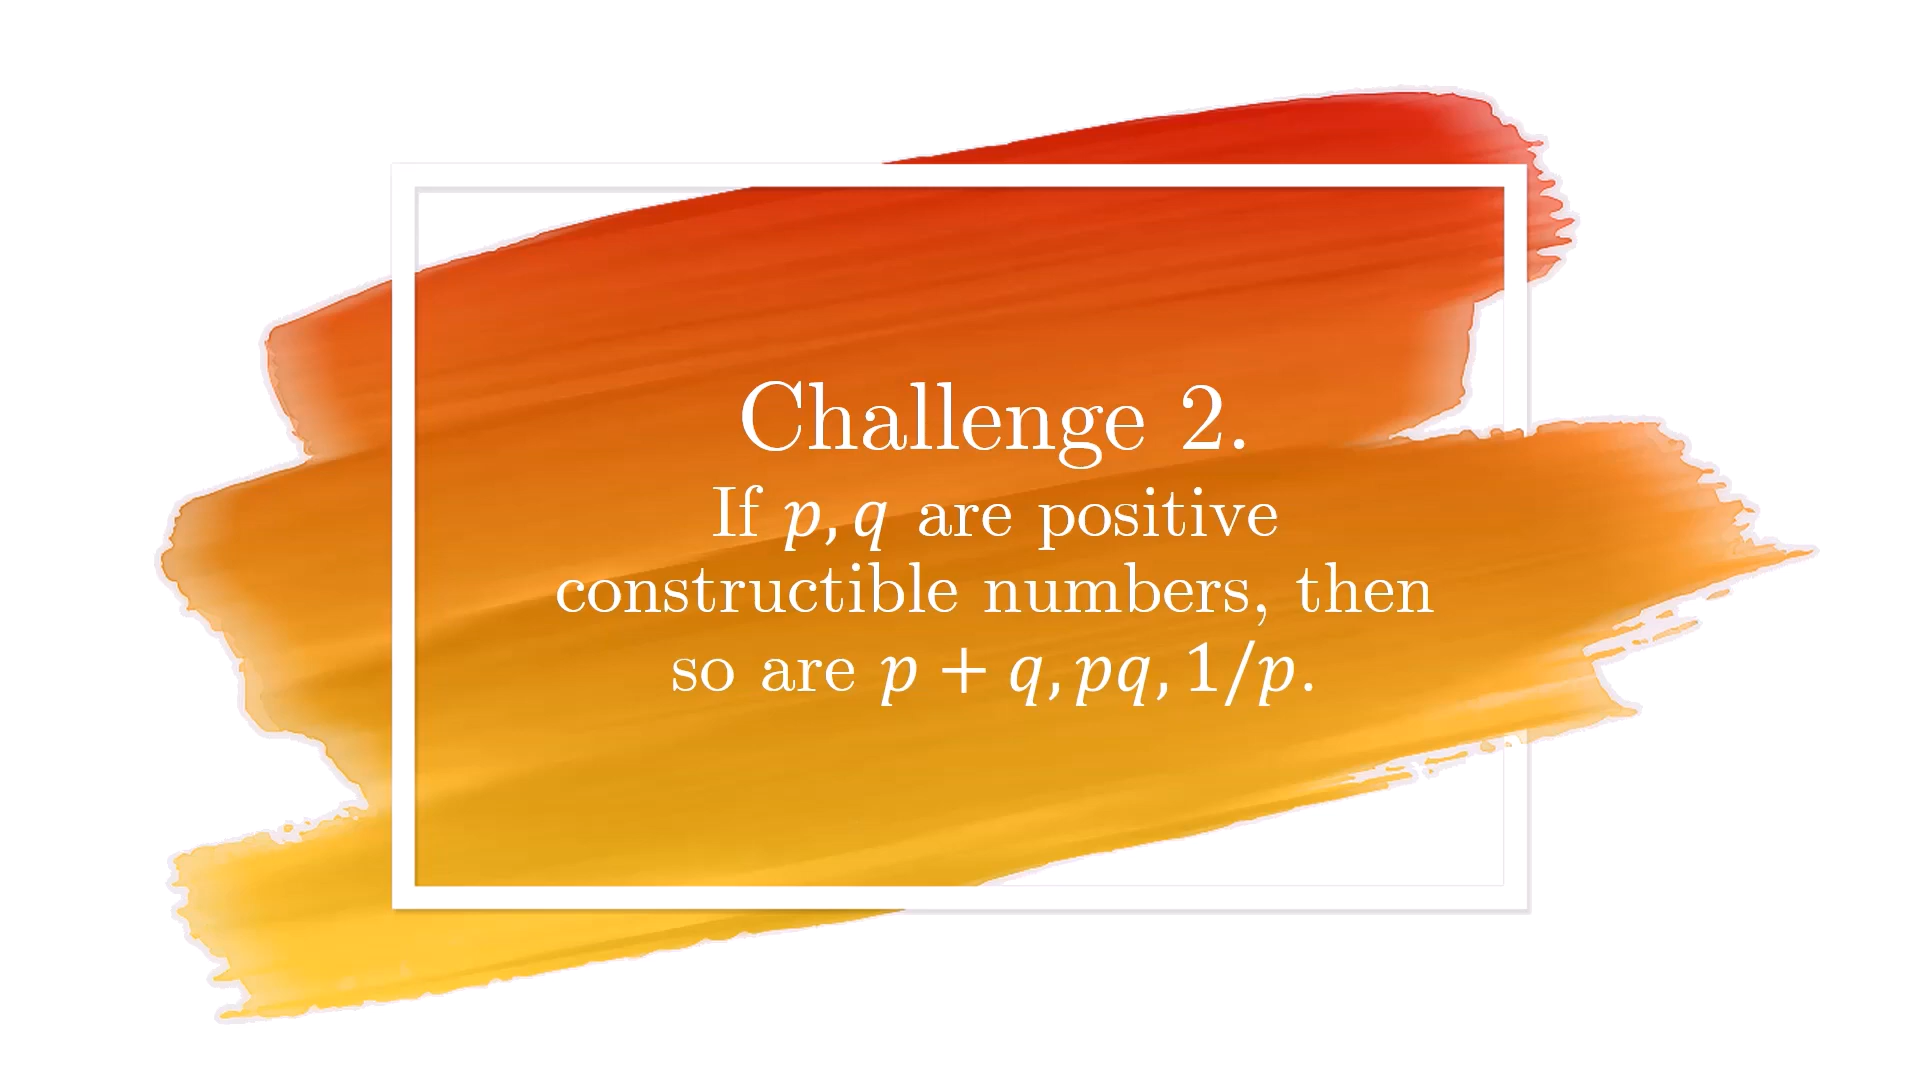 Challenge 2.
If p, q are positive
constructible numbers, then
so are p + q, pq, 1/p.